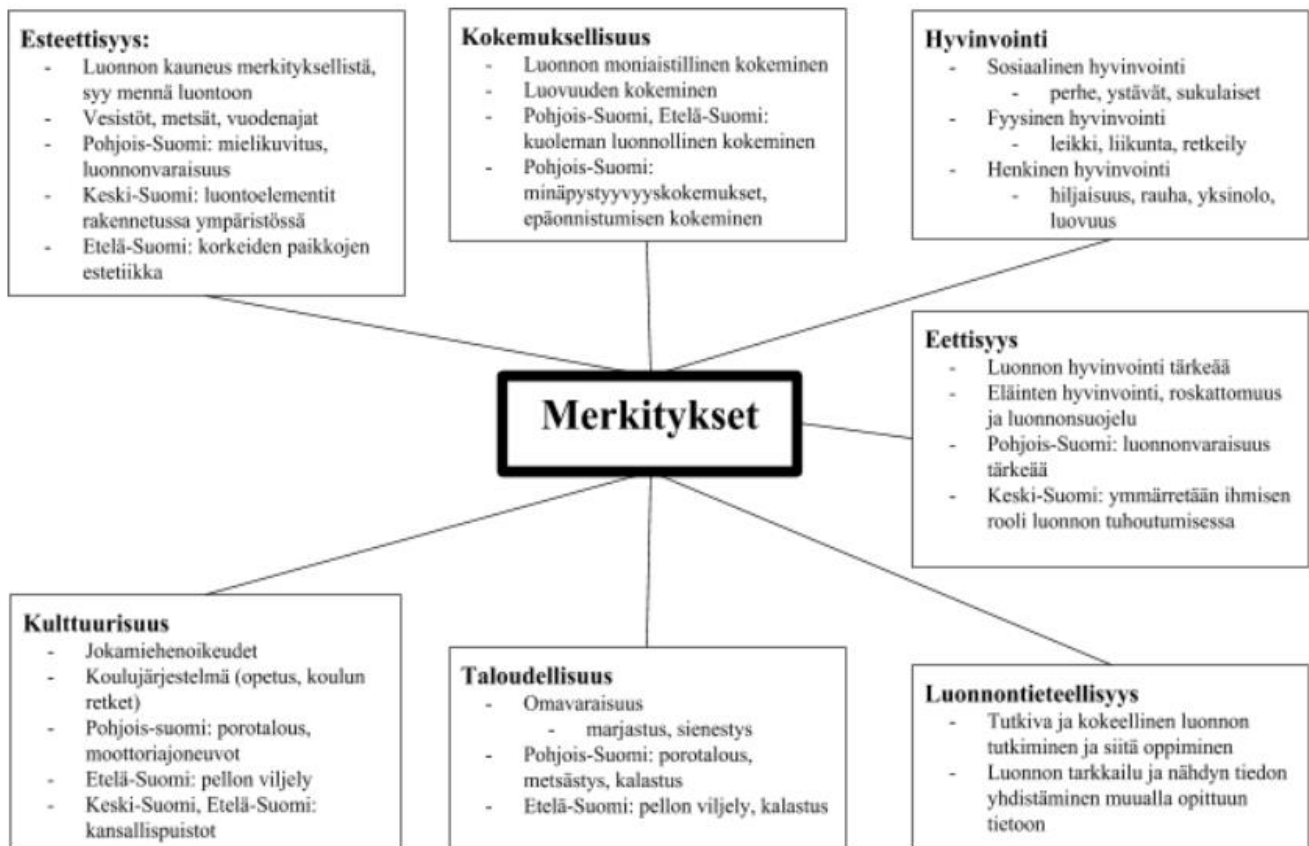 Esteettisyys:
- Luonnon kauneus merkityksellistä,
syy mennä luontoon
- Vesistöt, metsät, vuodenajat
- Pohjois-Suomi: mielikuvitus,
luonnonvaraisuus
- Keski-Suomi: luontoelementit
rakennetussa ympäristössä
- Etelä-Suomi: korkeiden paikkojen
estetiikka
Kokemuksellisuus
- Luonnon moniaistillinen kokeminen
- Luovuuden kokeminen
- Pohjois-Suomi, Etelä-Suomi:
kuoleman luonnollinen kokeminen
- Pohjois-Suomi:
minäpystyyvyyskokemukset,
epäonnistumisen kokeminen
Hyvinvointi
- Sosiaalinen hyvinvointi
- perhe, ystävät, sukulaiset
- Fyysinen hyvinvointi
- leikki, liikunta, retkeily
- Henkinen hyvinvointi
- hiljaisuus, rauha, yksinolo,
luovuus
Merkitykset
Eettisyys
- Luonnon hyvinvointi tärkeää
- Eläinten hyvinvointi, roskattomuus
ja luonnonsuojelu
- Pohjois-Suomi: luonnonvaraisuus
tärkeää
- Keski-Suomi: ymmärretään ihmisen
rooli luonnon tuhoutumisessa
Kulttuurisuus
- Jokamiehenoikeudet
- Koulujärjestelmä (opetus, koulun
retket)
- Pohjois-suomi: porotalous,
moottoriajoneuvot
- Etelä-Suomi: pellon viljely
- Keski-Suomi, Etelä-Suomi:
kansallispuistot
Taloudellisuus
- Omavaraisuus
- marjastus, sienestys
- Pohjois-Suomi: porotalous,
metsästys, kalastus
- Etelä-Suomi: pellon viljely, kalastus
Luonnontieteellisyys
- Tutkiva ja kokeellinen luonnon
tutkiminen ja siitä oppiminen
- Luonnon tarkkailu ja nähdyn tiedon
yhdistäminen muualla opittuun
tietoon